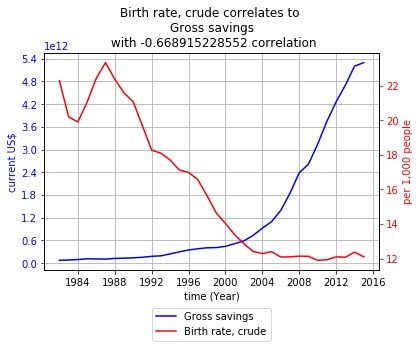 Birth rate, crude correlates to
Gross savings
with -0.668915228552 correlation
1e12
5.4
4.8
4.2
3.6
3.0
2.4
1.8
1.2
0.6
0.0
current US$
22
20
18
16
14
12
per 1,000 people
1984 1988 1992 1996 2000 2004 2008 2012 2016
time (Year)
Gross savings
Birth rate, crude